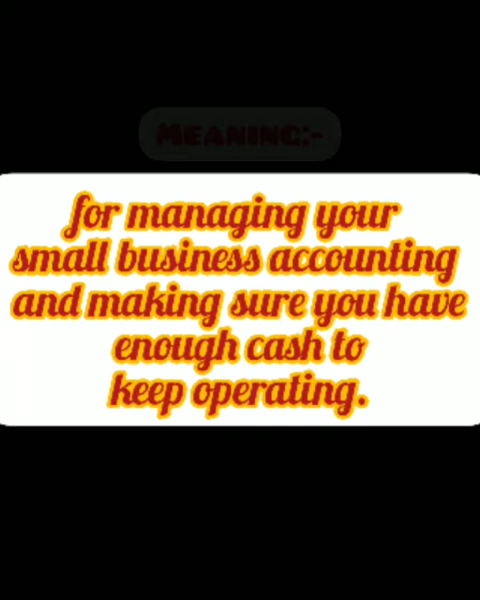 MEANING:-
for managing your
small business accounting
and making sure you have
enough cash to
keep operating.